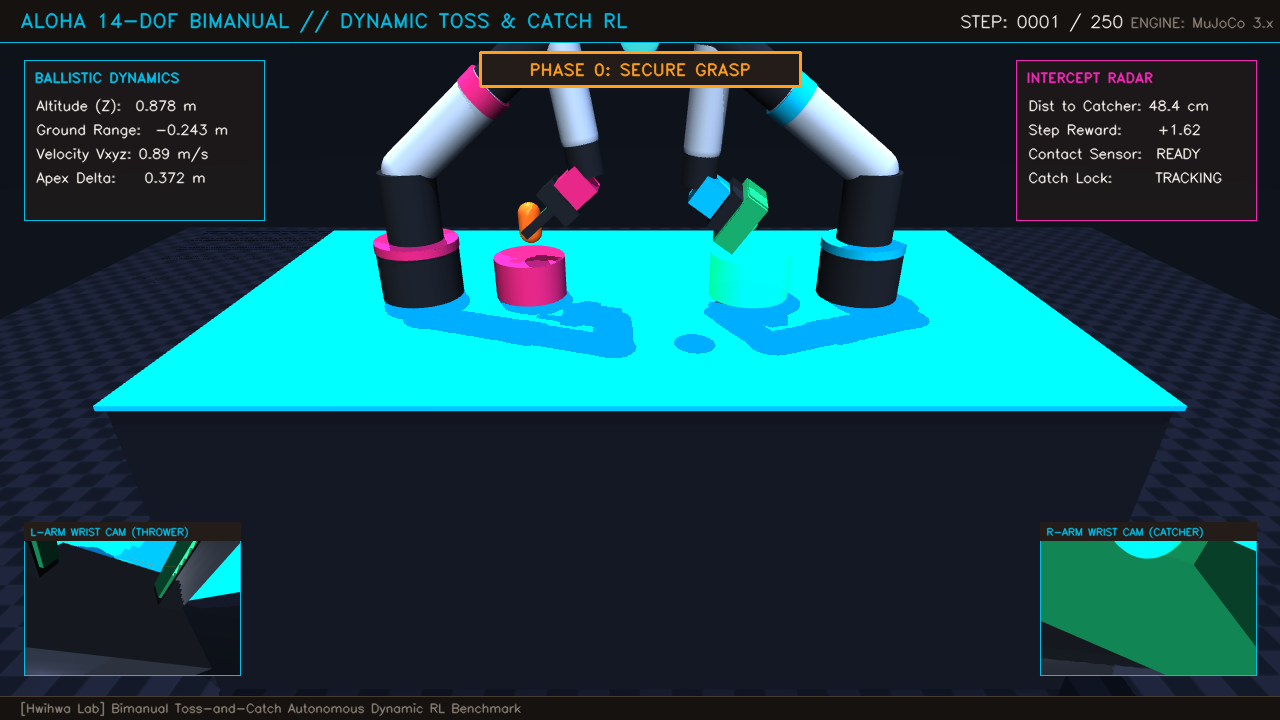 ALOHA 14-DOF BIMANUAL // DYNAMIC TOSS & CATCH RL
STEP: 0001 / 250 ENGINE: MuJoCo 3.x
PHASE 0: SECURE GRASP
BALLISTIC DYNAMICS
Altitude (Z): 0.878 m
Ground Range: -0.243 m
Velocity Vxyz: 0.89 m/s
Apex Delta: 0.372 m
INTERCEPT RADAR
Dist to Catcher: 48.4 cm
Step Reward: +1.62
Contact Sensor: READY
Catch Lock: TRACKING
L-ARM WRIST CAM (THROWER)
R-ARM WRIST CAM (CATCHER)
[Hwihwa Lab] Bimanual Toss-and-Catch Autonomous Dynamic RL Benchmark